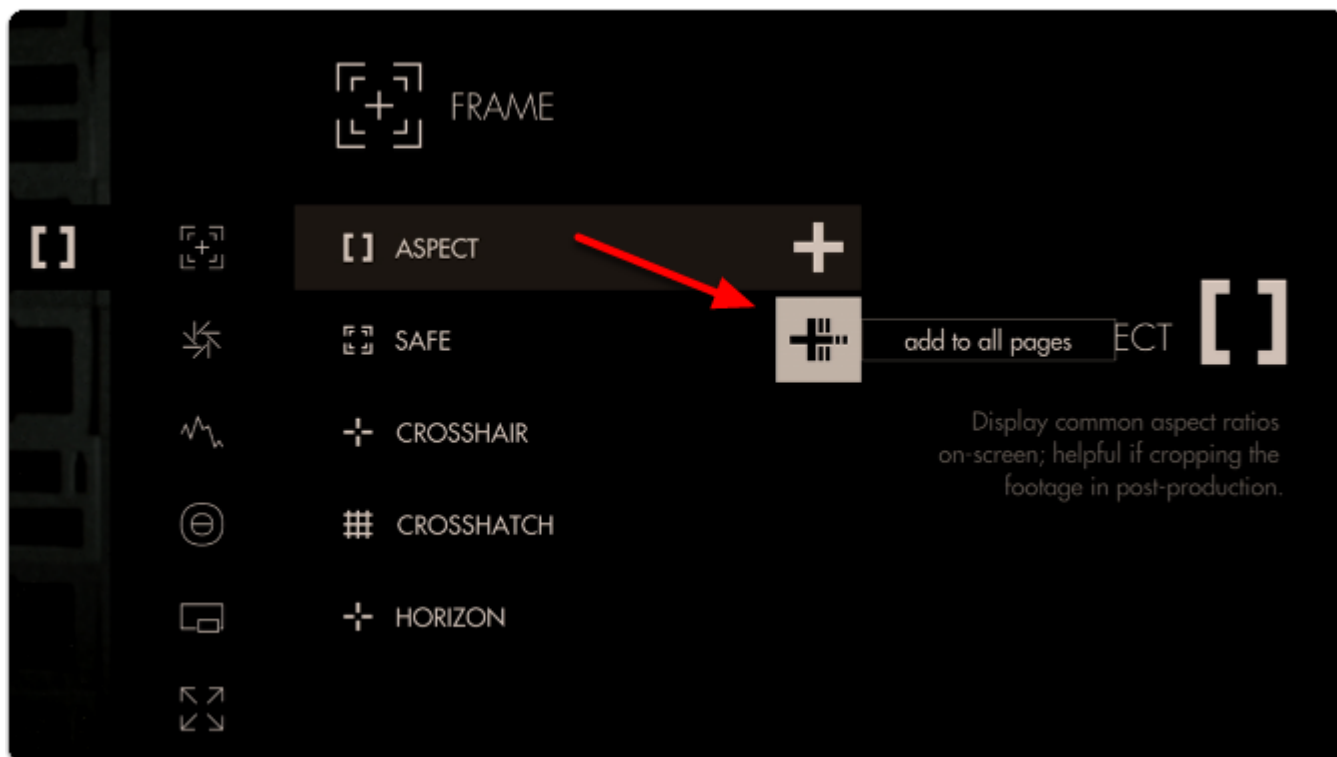 FRAME
ASPECT
SAFE
add to all pages
ECT
CROSSHAIR
Display common aspect ratios
on-screen; helpful if cropping the
footage in post-production.
CROSSHATCH
HORIZON